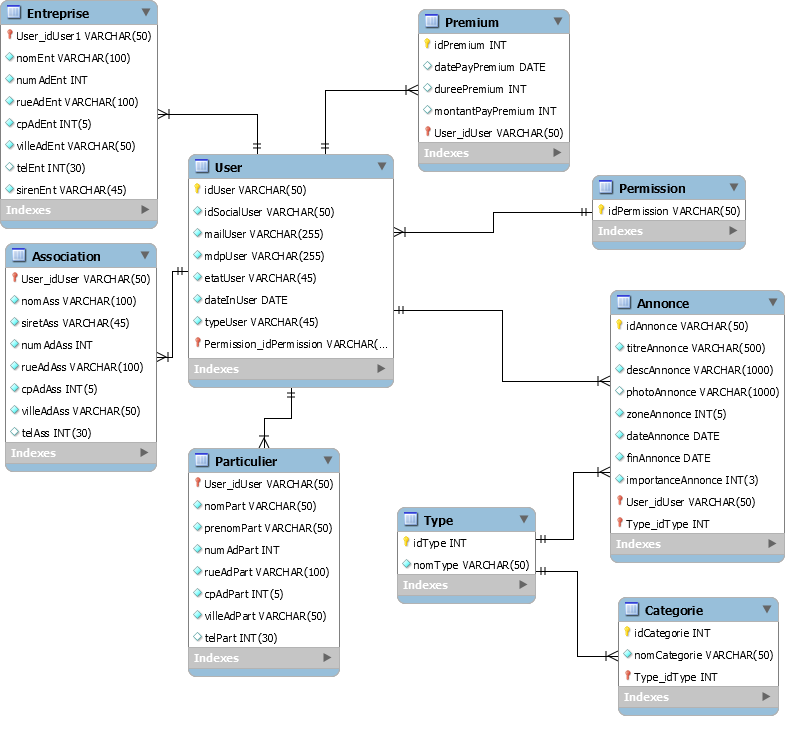 Entreprise
User_idUser1 VARCHAR(50)
nomEnt VARCHAR(100)
numAdEnt INT
rueAdEnt VARCHAR(100)
cpAdEnt INT(5)
villeAdEnt VARCHAR(50)
telEnt INT(30)
sirenEnt VARCHAR(45)
Indexes
Association
User_idUser VARCHAR(50)
nomAss VARCHAR(100)
siretAss VARCHAR(45)
numAdAss INT
rueAdAss VARCHAR(100)
cpAdAss INT(5)
villeAdAss VARCHAR(50)
telAss INT(30)
Indexes
User
idUser VARCHAR(50)
idSocialUser VARCHAR(50)
mailUser VARCHAR(255)
mdpUser VARCHAR(255)
etatUser VARCHAR(45)
dateInUser DATE
typeUser VARCHAR(45)
Permission_idPermission VARCHAR(...
Indexes
Particulier
User_idUser VARCHAR(50)
nomPart VARCHAR(50)
prenomPart VARCHAR(50)
numAdPart INT
rueAdPart VARCHAR(100)
cpAdPart INT(5)
villeAdPart VARCHAR(50)
telPart INT(30)
Indexes
Premium
idPremium INT
datePayPremium DATE
dureePremium INT
montantPayPremium INT
User_idUser VARCHAR(50)
Indexes
Permission
idPermission VARCHAR(50)
Indexes
Annonce
idAnnonce VARCHAR(50)
titreAnnonce VARCHAR(500)
descAnnonce VARCHAR(1000)
photoAnnonce VARCHAR(1000)
zoneAnnonce INT(5)
dateAnnonce DATE
finAnnonce DATE
importanceAnnonce INT(3)
User_idUser VARCHAR(50)
Type_idType INT
Indexes
Type
idType INT
nomType VARCHAR(50)
Indexes
Categorie
idCategorie INT
nomCategorie VARCHAR(50)
Type_idType INT
Indexes